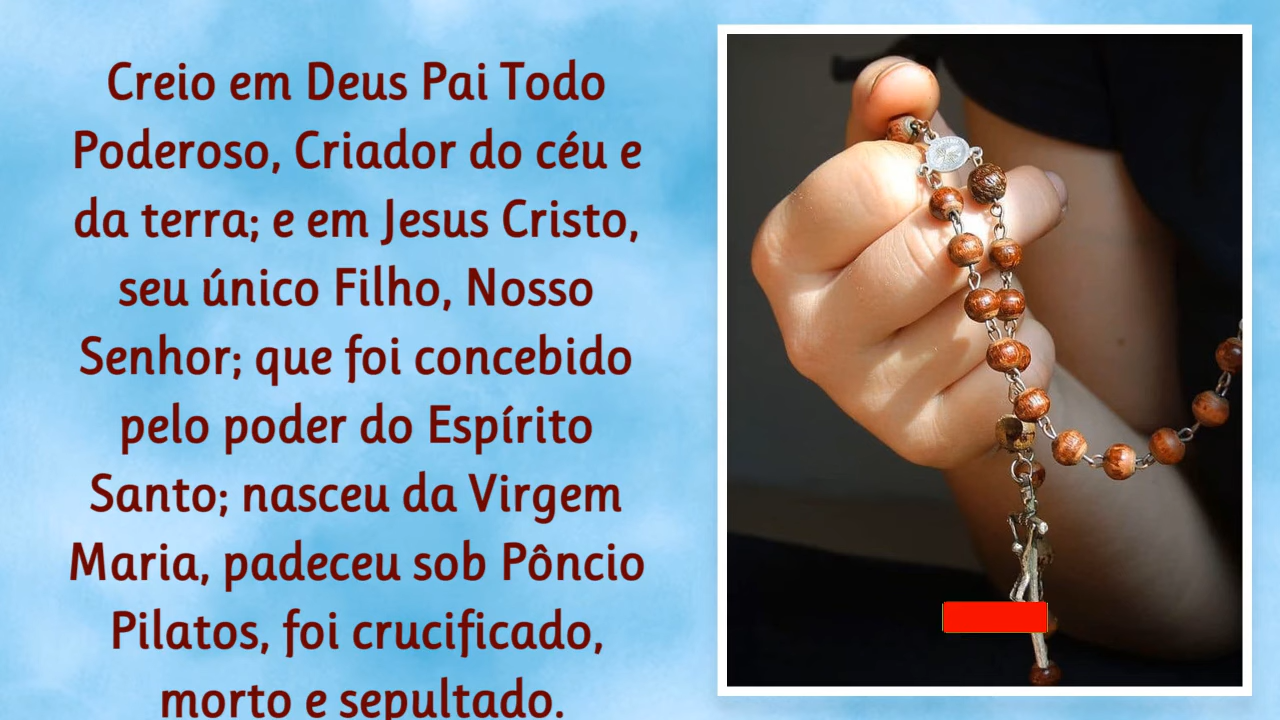 Creio em Deus Pai Todo
Poderoso, Criador do céu e
da terra; e em Jesus Cristo,
seu único Filho, Nosso
Senhor; que foi concebido
pelo poder do Espírito
Santo; nasceu da Virgem
Maria, padeceu sob Pôncio
Pilatos, foi crucificado,
morto e sepultado.